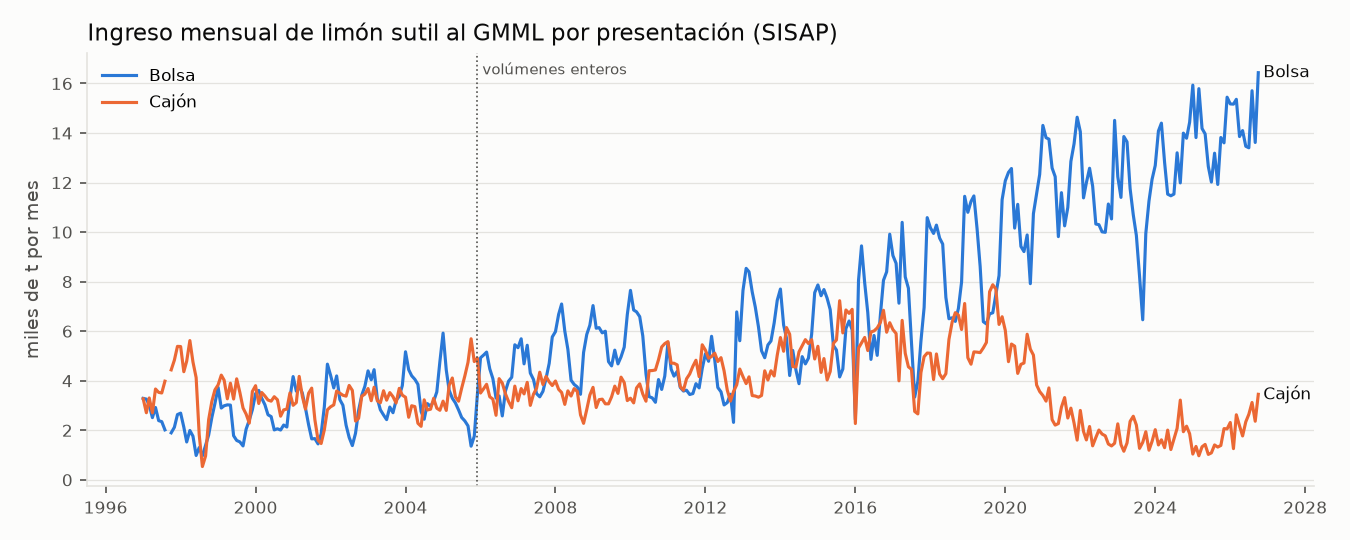 Ingreso mensual de limón sutil al GMML por presentación (SISAP)
Bolsa
Cajón
volúmenes enteros
Bolsa
Cajón
miles de t por mes
16
14
12
10
8
6
4
2
0
1996
2000
2004
2008
2012
2016
2020
2024
2028